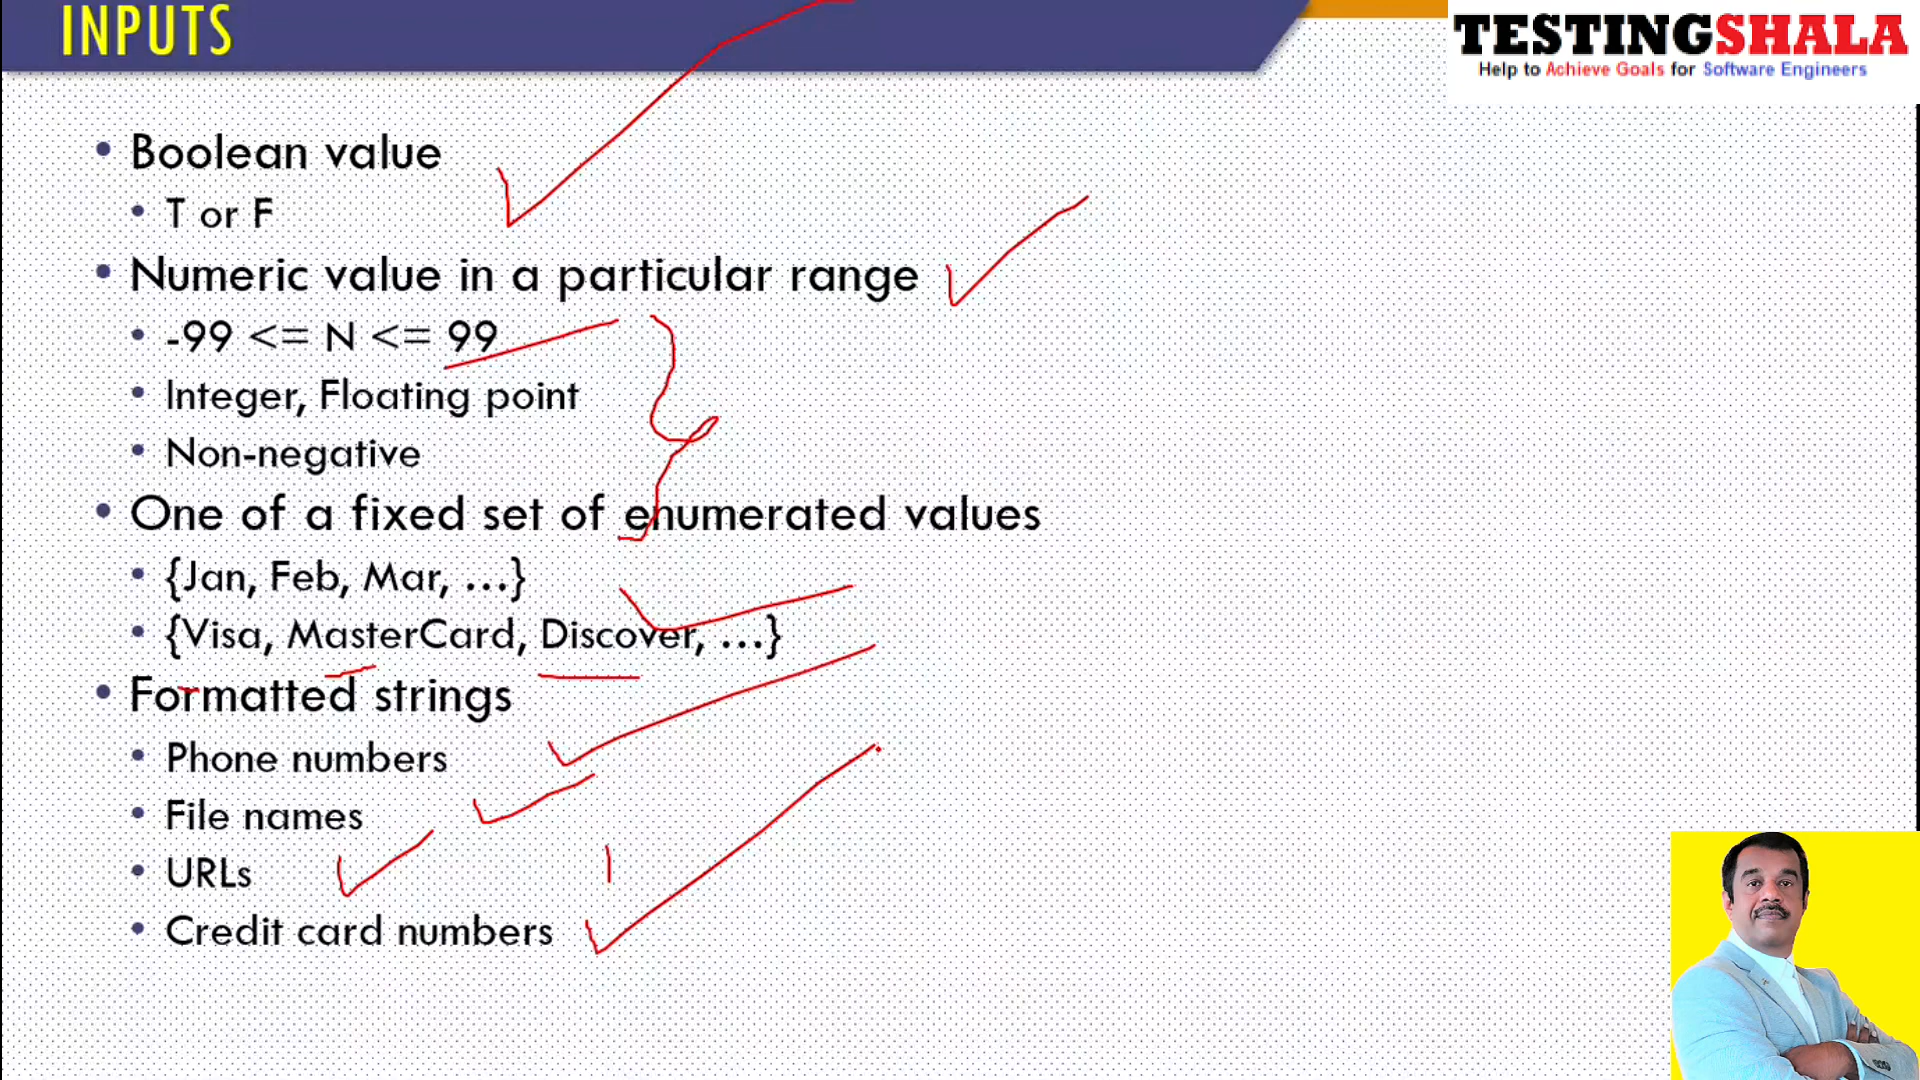 INPUTS
TESTINGSHALA
Help to Achieve Goals for Software Engineers
• Boolean value
• T or F
• Numeric value in a particular range
• -99 <= N <= 99
• Integer, Floating point
• Non-negative
• One of a fixed set of enumerated values
• {Jan, Feb, Mar, ...}
• {Visa, MasterCard, Discover, ...}
• Formatted strings
• Phone numbers
• File names
• URLs
• Credit card numbers